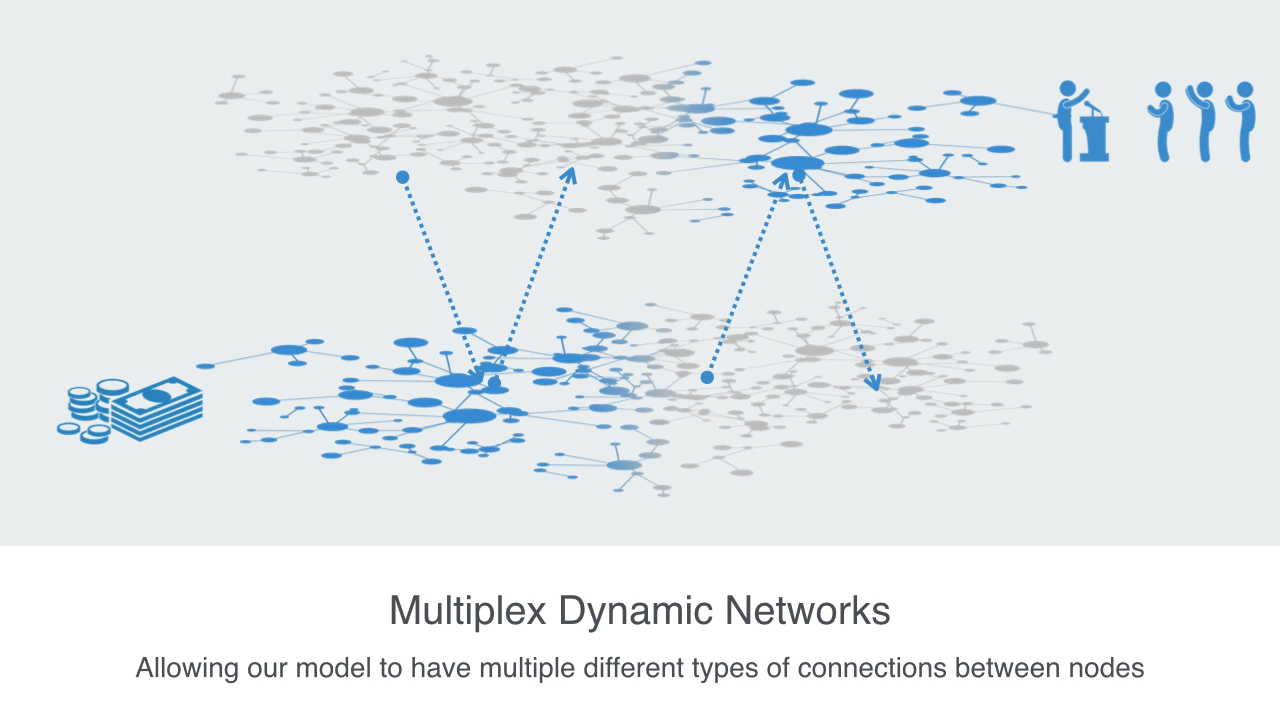 Multiplex Dynamic Networks
Allowing our model to have multiple different types of connections between nodes